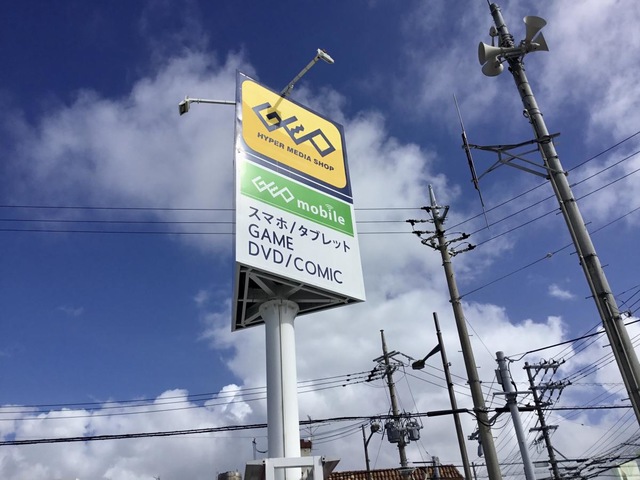 GEO
HYPER MEDIA SHOP
GEO mobile
スマホ/タブレット
GAME
DVD/COMIC